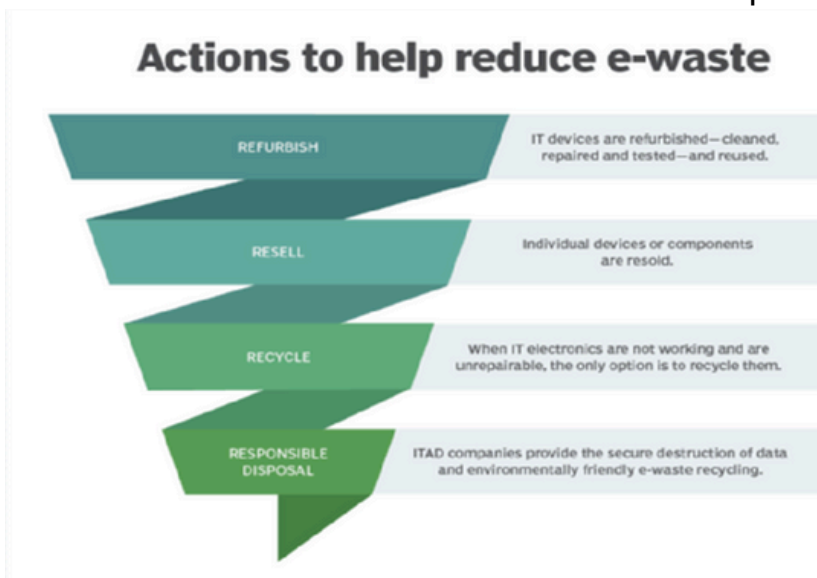 Actions to help reduce e-waste
REFURBISH
IT devices are refurbished—cleaned,
repaired and tested—and reused.
RESELL
Individual devices or components
are resold.
RECYCLE
When IT electronics are not working and are
unrepairable, the only option is to recycle them.
RESPONSIBLE
DISPOSAL
ITAD companies provide the secure destruction of data
and environmentally friendly e-waste recycling.